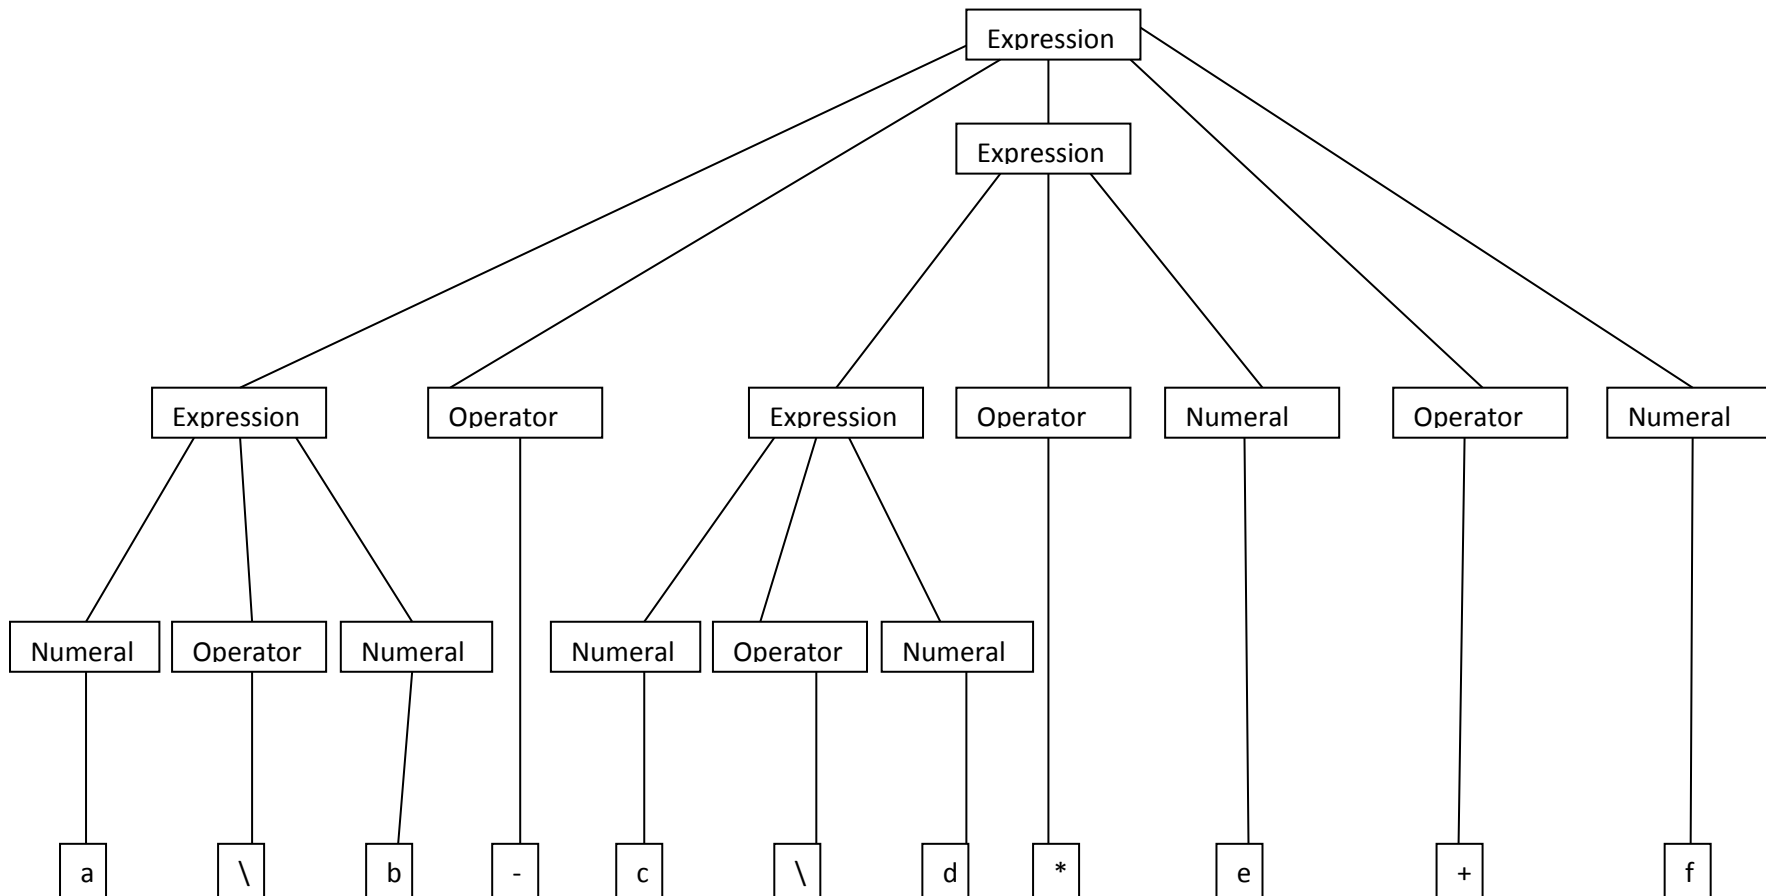 Expression
Expression
Expression Operator Expression Operator Numeral Operator Numeral
Numeral Operator Numeral Numeral Operator Numeral
a \ b - c \ d * e + f